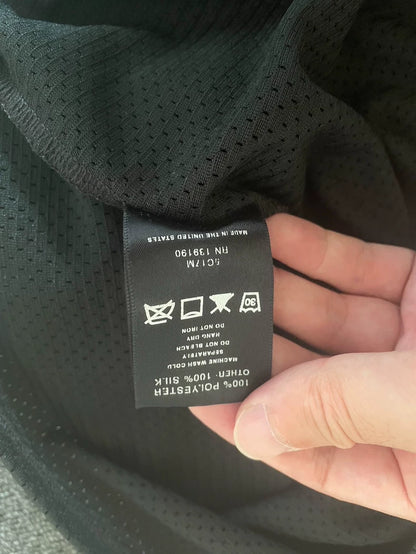 100% POLYESTER
OTHER: 100% SILK
MACHINE WASH COLD
SEPARATELY
DO NOT BLEACH
HANG DRY
DO NOT IRON
30
5C17M
RN 139190
MADE IN THE UNITED STATES